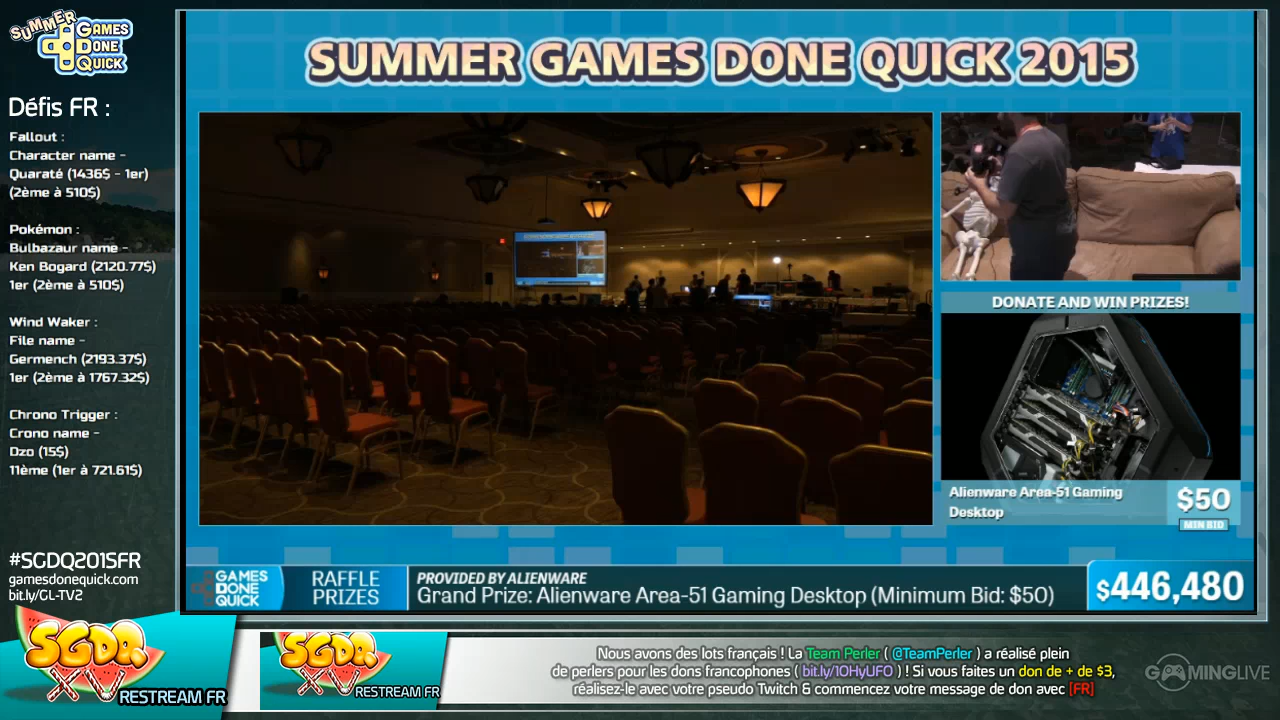 SUMMER
GAMES
DONE
QUICK
Défis FR :
Fallout :
Character name -
Quaraté (1436$ - 1er)
(2ème à 510$)
Pokémon :
Bulbazaur name -
Ken Bogard (2120.77$)
1er (2ème à 510$)
Wind Waker :
File name -
Germench (2193.37$)
1er (2ème à 1767.32$)
Chrono Trigger :
Crono name -
Dzo (15$)
11ème (1er à 721.61$)
#SGDQ2015FR
gamesdonequick.com
bit.ly/GL-TV2
SUMMER GAMES DONE QUICK 2015
DONATE AND WIN PRIZES!
Alienware Area-51 Gaming
Desktop
$50
MIN BID
GAMES
DONE
QUICK
RAFFLE
PRIZES
PROVIDED BY ALIENWARE
Grand Prize: Alienware Area-51 Gaming Desktop (Minimum Bid: $50)
$446,480
SGDQ
XV
RESTREAM FR
SGDQ
XV
RESTREAM FR
Nous avons des lots français ! La Team Perler ( @TeamPerler ) a réalisé plein
de perlers pour les dons francophones ( bit.ly/1OHyUFO ) ! Si vous faites un don de + de $3,
réalisez-le avec votre pseudo Twitch & commencez votre message de don avec [FR]
GAMINGLIVE